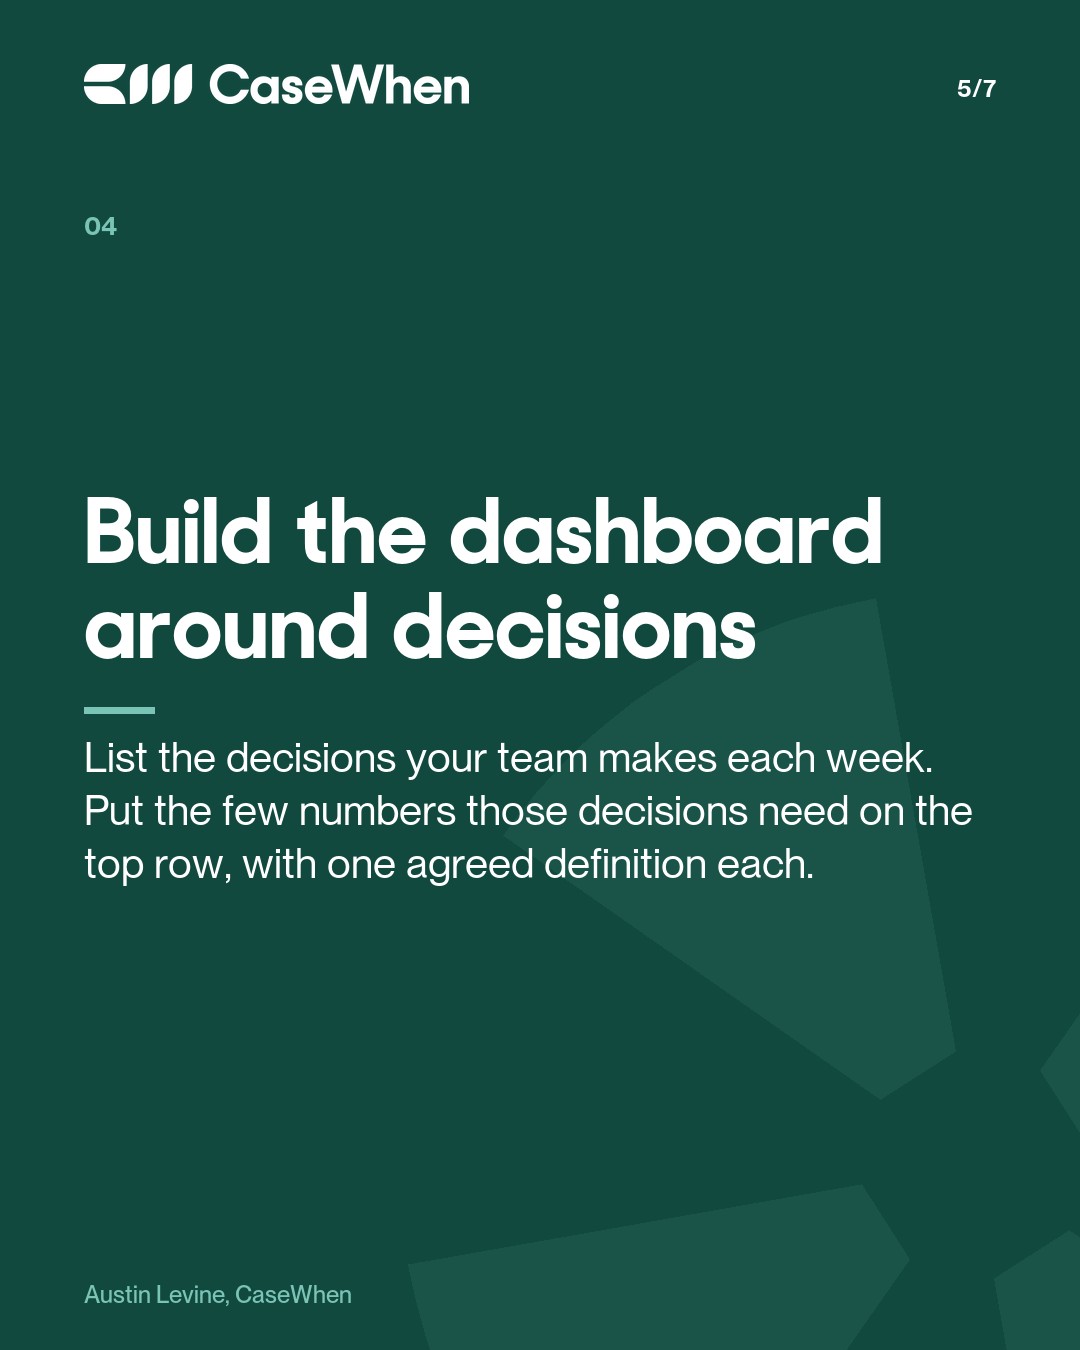 CaseWhen
5/7
04
Build the dashboard
around decisions
List the decisions your team makes each week.
Put the few numbers those decisions need on the
top row, with one agreed definition each.
Austin Levine, CaseWhen